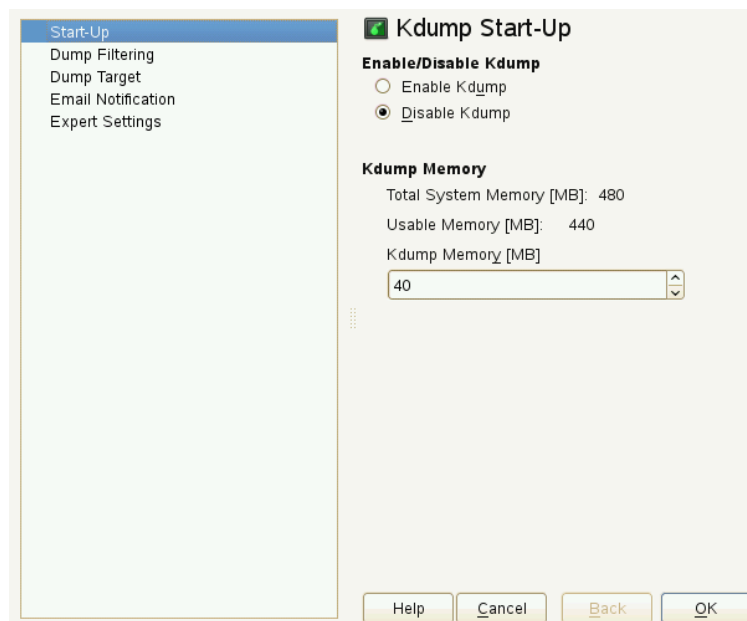 Start-Up
Dump Filtering
Dump Target
Email Notification
Expert Settings
Kdump Start-Up
Enable/Disable Kdump
Enable Kdump
Disable Kdump
Kdump Memory
Total System Memory [MB]: 480
Usable Memory [MB]: 440
Kdump Memory [MB]
40
Help Cancel Back OK